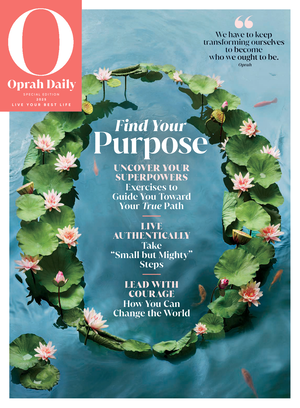 O
Oprah Daily
SPECIAL EDITION
LIVE YOUR BEST LIFE
“
We have to keep
transforming ourselves
to become
who we ought to be.
Oprah
Find Your
Purpose
UNCOVER YOUR
SUPERPOWERS
Exercises to
Guide You Toward
Your True Path
LIVE
AUTHENTICALLY
Take
“Small but Mighty”
Steps
LEAD WITH
COURAGE
How You Can
Change the World